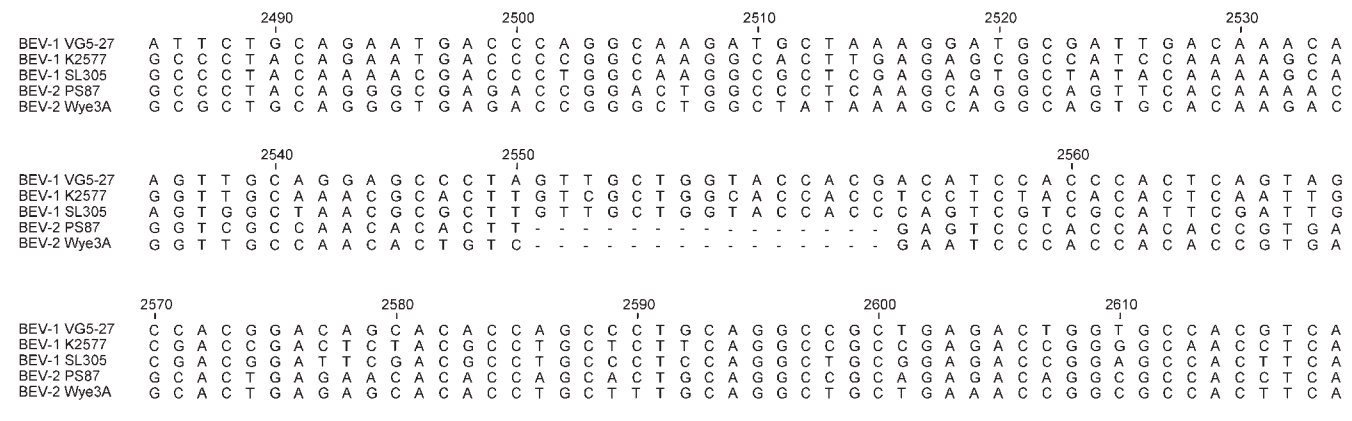 2490 2500 2510 2520 2530
BEV-1 VG5-27 A T T C T G C A G A A T G A C C C A G G C A A G A T G C T A A A G G A T G C G A T T G A C A A A C A
BEV-1 K2577 G C C C T A C A G A A T G A C C C C G G C A A G G C A C T T G A G A G C G C C A T C C A A A A G C A
BEV-1 SL305 G C C C T A C A A A A C G A C C C T G G C A A G G C G C T C G A G A G T G C T A T A C A A A A G C A
BEV-2 PS87 G C C C T A C A G G G C G A G A C C G G A C T G G C C C T C A A G C A G G C A G T T C A C A A A A C
BEV-2 Wye3A G C G C T G C A G G G T G A G A C C G G G C T G G C T A T A A A G C A G G C A G T G C A C A A G A C
2540 2550 2560
BEV-1 VG5-27 A G T T G C A G G A G C C C T A G T T G C T G G T A C C A C G A C A T C C A C C C A C T C A G T A G
BEV-1 K2577 G G T T G C A A A C G C A C T T G T C G C T G G C A C C A C C T C C T C T A C A C A C T C A A T T G
BEV-1 SL305 A G T G G C T A A C G C G C T T G T T G C T G G T A C C A C C C A G T C G T C G C A T T C G A T T G
BEV-2 PS87 G G T C G C C A A C A C A C T T - - - - - - - - - - - - - - - G A G T C C C A C C A C A C C G T G A
BEV-2 Wye3A G G T T G C C A A C A C T G T C - - - - - - - - - - - - - - - G A A T C C C A C C A C A C C G T G A
2570 2580 2590 2600 2610
BEV-1 VG5-27 C C A C G G A C A G C A C A C C A G C C C T G C A G G C C G C T G A G A C T G G T G C C A C G T C A
BEV-1 K2577 C G A C C G A C T C T A C G C C T G C T C T T C A G G C C G C C G A G A C C G G G G C A A C C T C A
BEV-1 SL305 C G A C G G A T T C G A C G C C T G C C C T C C A G G C T G C G G A G A C C G G A G C C A C T T C A
BEV-2 PS87 G C A C T G A G A A C A C A C C A G C A C T G C A G G C C G C A G A G A C A G G C G C C A C C T C A
BEV-2 Wye3A G C A C T G A G A G C A C A C C T G C T T T G C A G G C T G C T G A A A C C G G C G C C A C T T C A